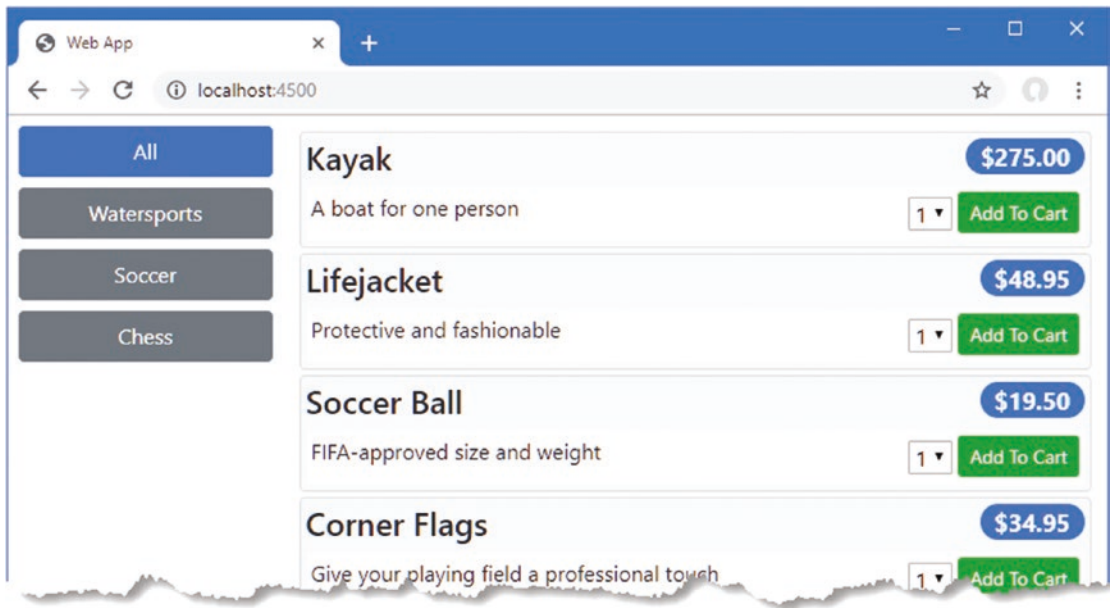 Web App
localhost:4500
All
Watersports
Soccer
Chess
Kayak $275.00
A boat for one person 1 Add To Cart
Lifejacket $48.95
Protective and fashionable 1 Add To Cart
Soccer Ball $19.50
FIFA-approved size and weight 1 Add To Cart
Corner Flags $34.95
Give your playing field a professional touch 1 Add To Cart